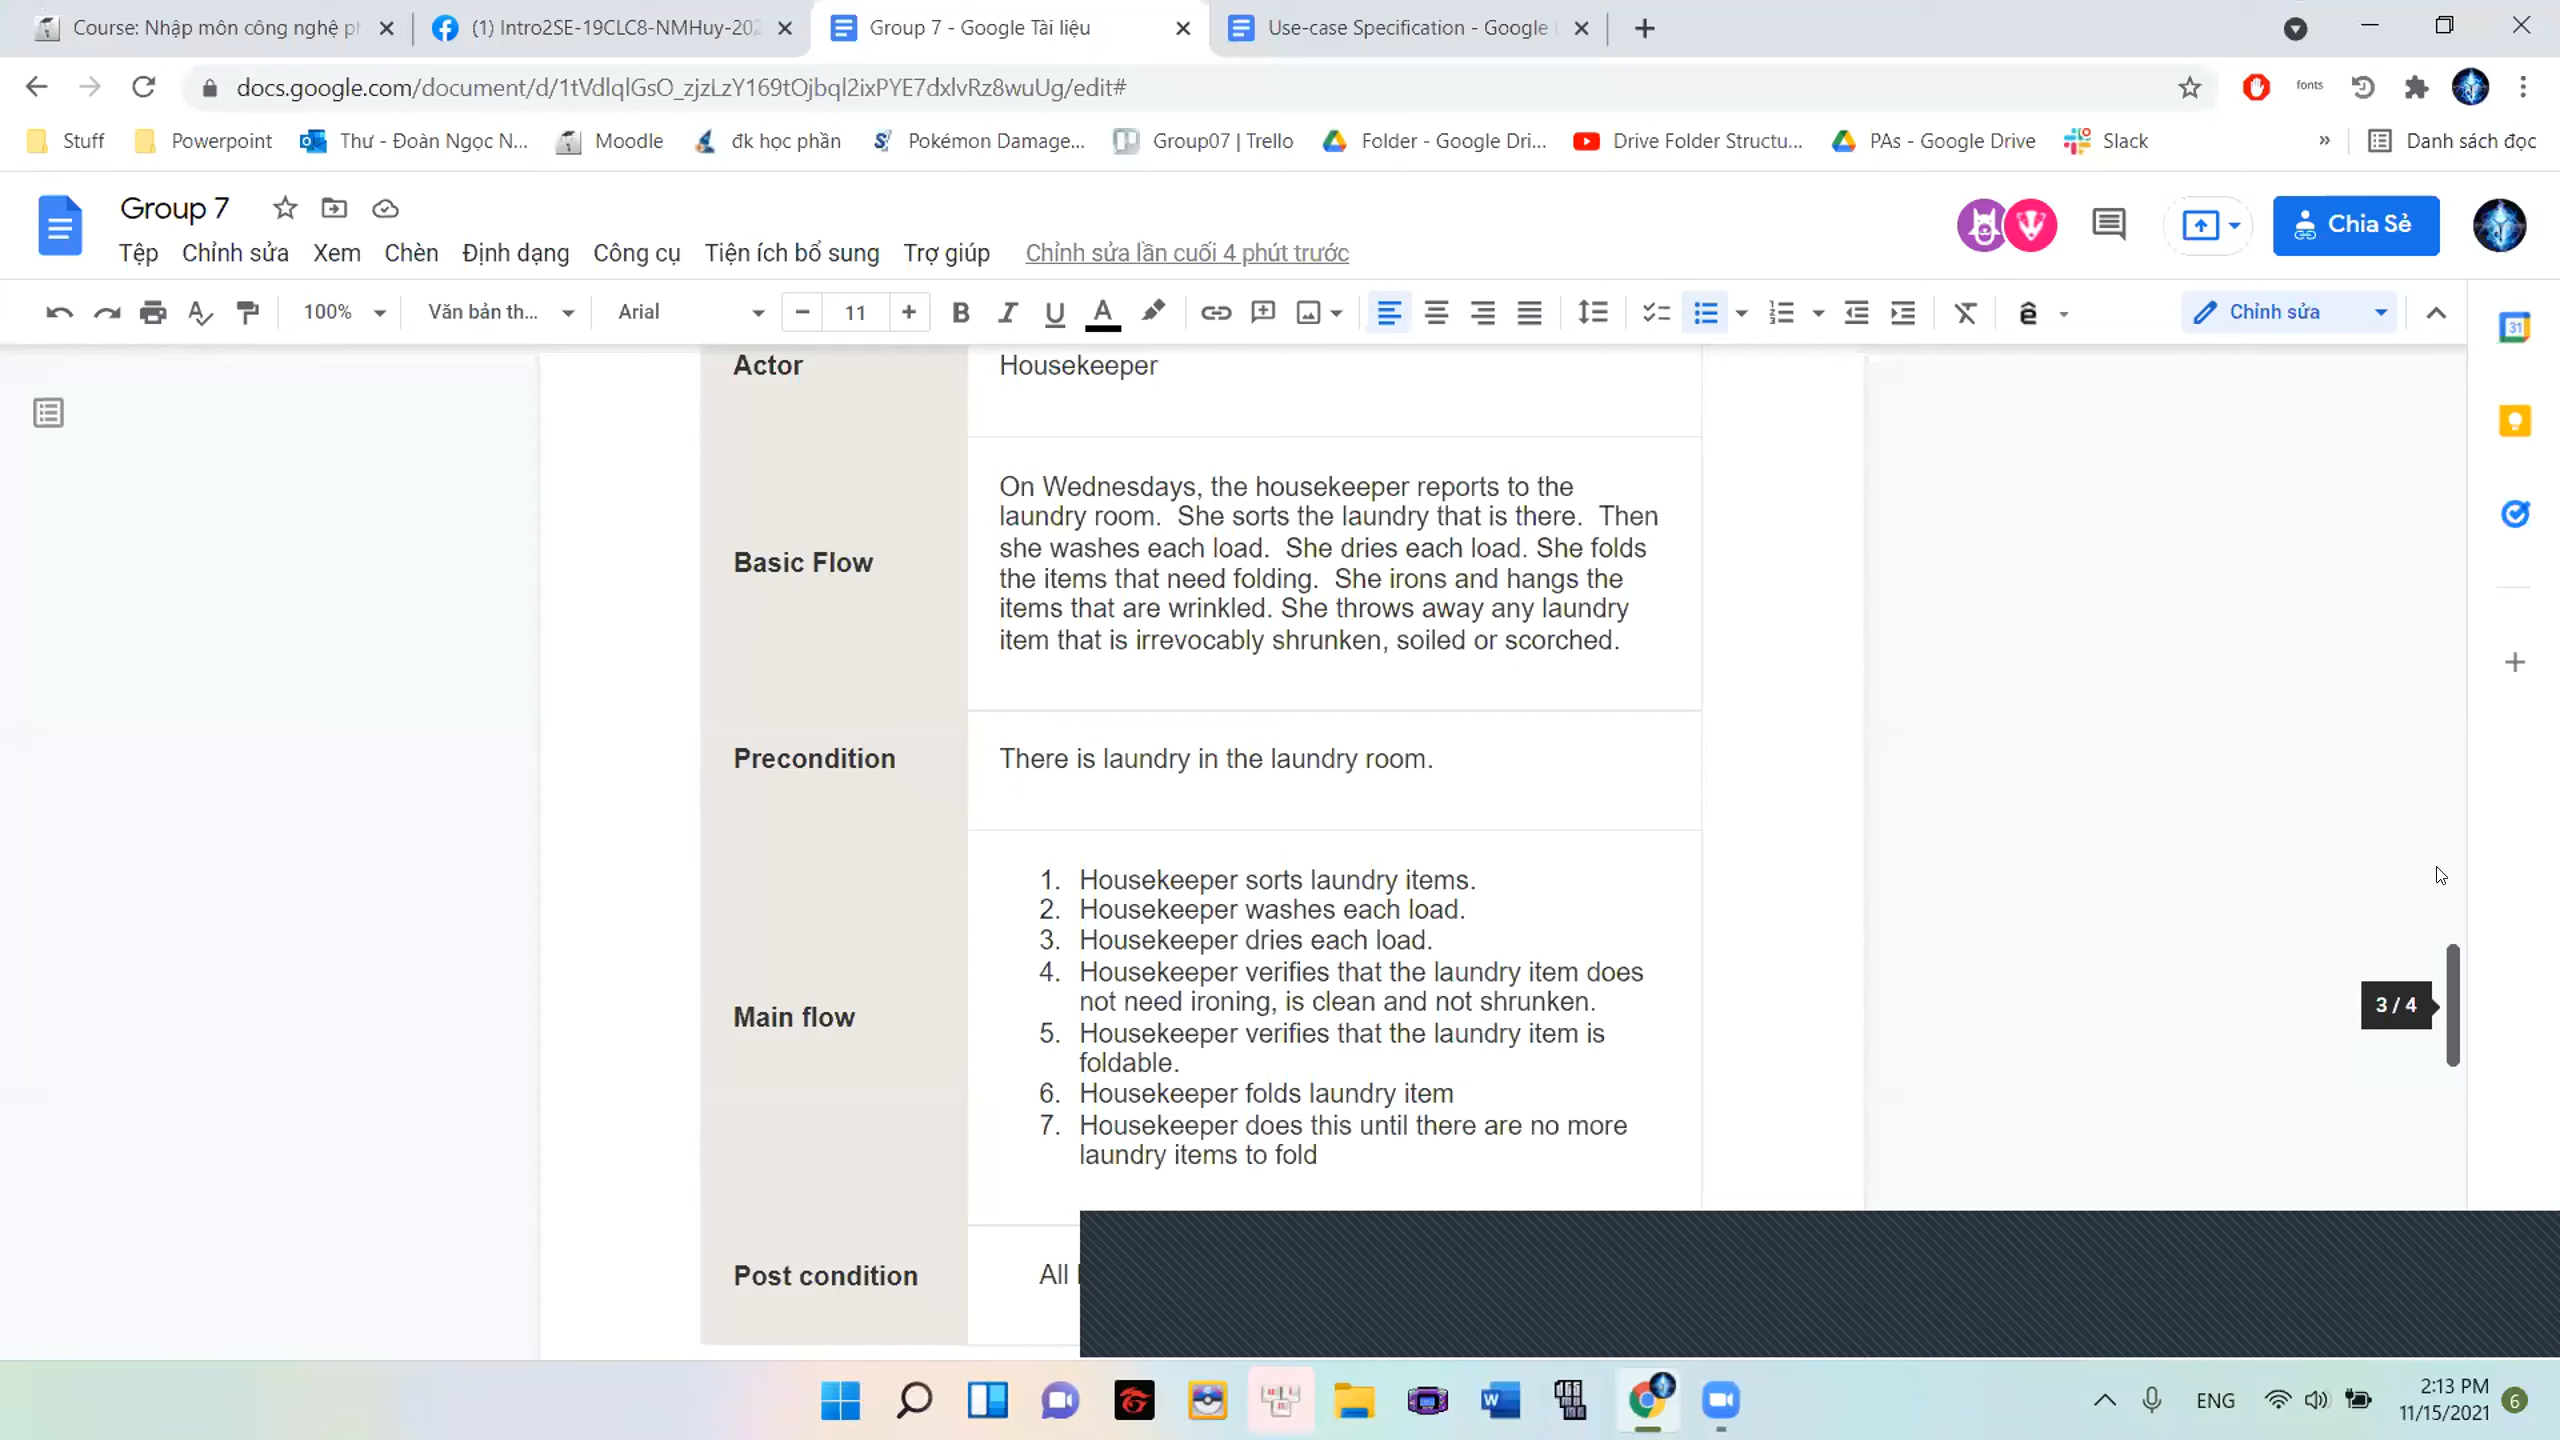 Course: Nhập môn công nghệ ph
(1) Intro2SE-19CLC8-NMHuy-202
Group 7 - Google Tài liệu
Use-case Specification - Google
docs.google.com/document/d/1tVdlqlGsO_zjzLzY169tOjbql2ixPYE7dxlvRz8wuUg/edit#
fonts
Stuff
Powerpoint
Thư - Đoàn Ngọc N...
Moodle
đk học phần
Pokémon Damage...
Group07 | Trello
Folder - Google Dri...
Drive Folder Structu...
PAs - Google Drive
Slack
»
Danh sách đọc
Group 7
Tệp Chỉnh sửa Xem Chèn Định dạng Công cụ Tiện ích bổ sung Trợ giúp Chỉnh sửa lần cuối 4 phút trước
Chia Sẻ
100% Văn bản th... Arial 11 Chỉnh sửa
31
Actor
Housekeeper
Basic Flow
On Wednesdays, the housekeeper reports to the
laundry room. She sorts the laundry that is there. Then
she washes each load. She dries each load. She folds
the items that need folding. She irons and hangs the
items that are wrinkled. She throws away any laundry
item that is irrevocably shrunken, soiled or scorched.
Precondition
There is laundry in the laundry room.
Main flow
1. Housekeeper sorts laundry items.
2. Housekeeper washes each load.
3. Housekeeper dries each load.
4. Housekeeper verifies that the laundry item does
not need ironing, is clean and not shrunken.
5. Housekeeper verifies that the laundry item is
foldable.
6. Housekeeper folds laundry item
7. Housekeeper does this until there are no more
laundry items to fold
3 / 4
Post condition
All
ENG
2:13 PM
11/15/2021
6